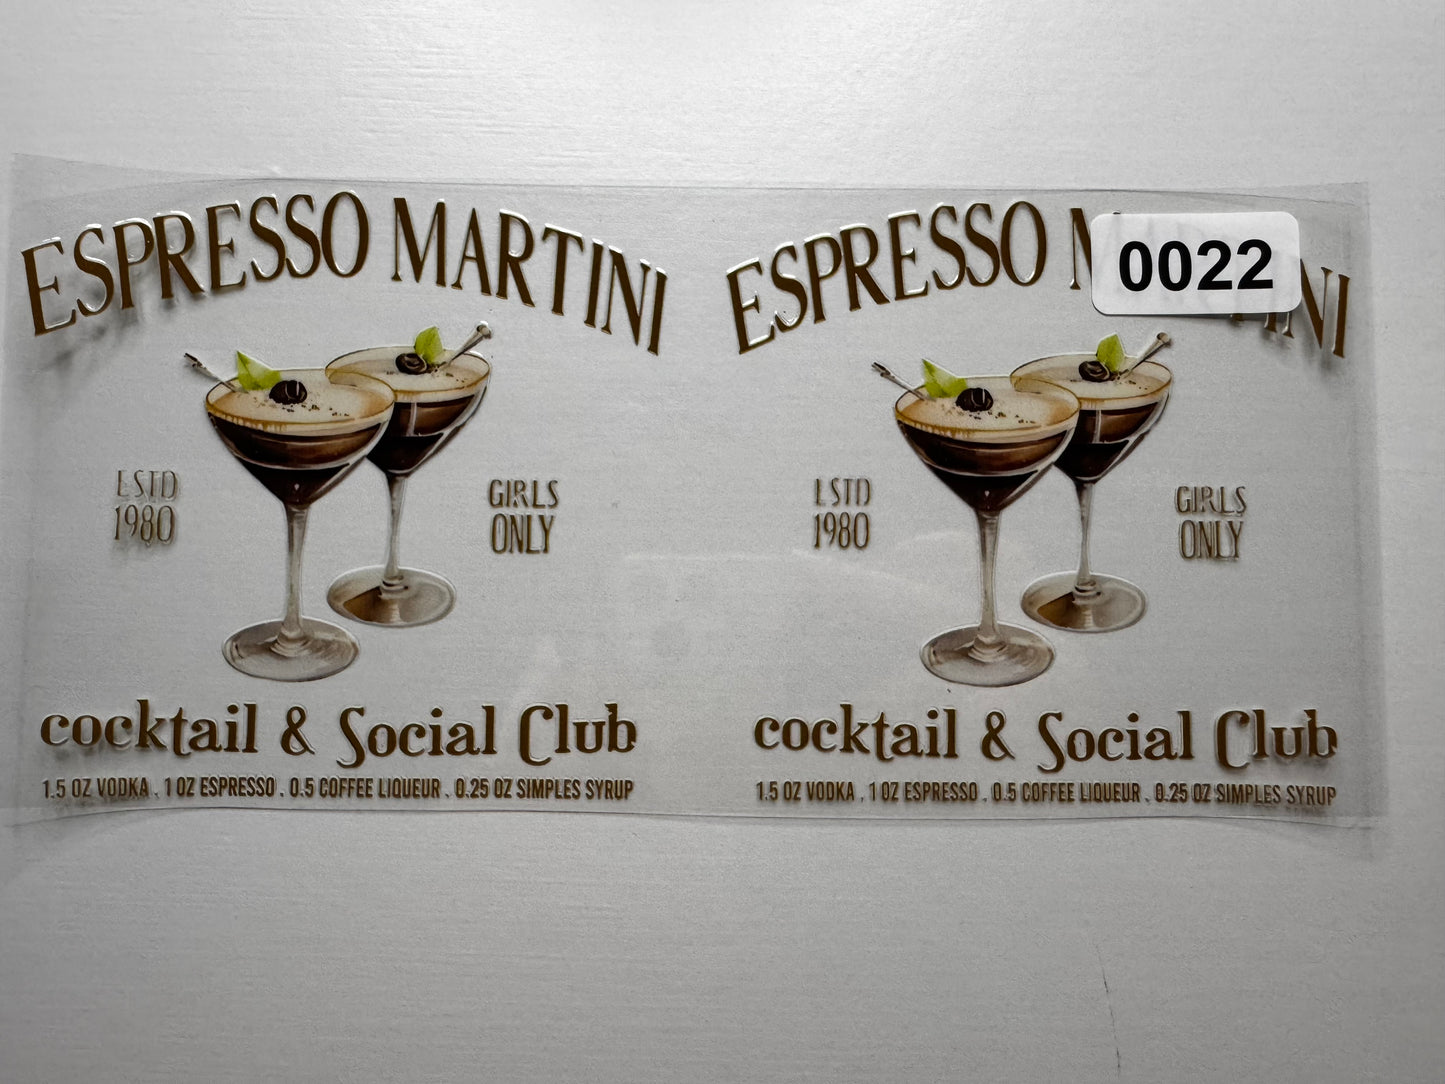 ESPRESSO MARTINI
ESTD
1980
GIRLS
ONLY
cocktail & Social Club
1.5 OZ VODKA . 1 OZ ESPRESSO . 0.5 COFFEE LIQUEUR . 0.25 OZ SIMPLES SYRUP
ESPRESSO
0022
ESTD
1980
GIRLS
ONLY
cocktail & Social Club
1.5 OZ VODKA . 1 OZ ESPRESSO . 0.5 COFFEE LIQUEUR . 0.25 OZ SIMPLES SYRUP